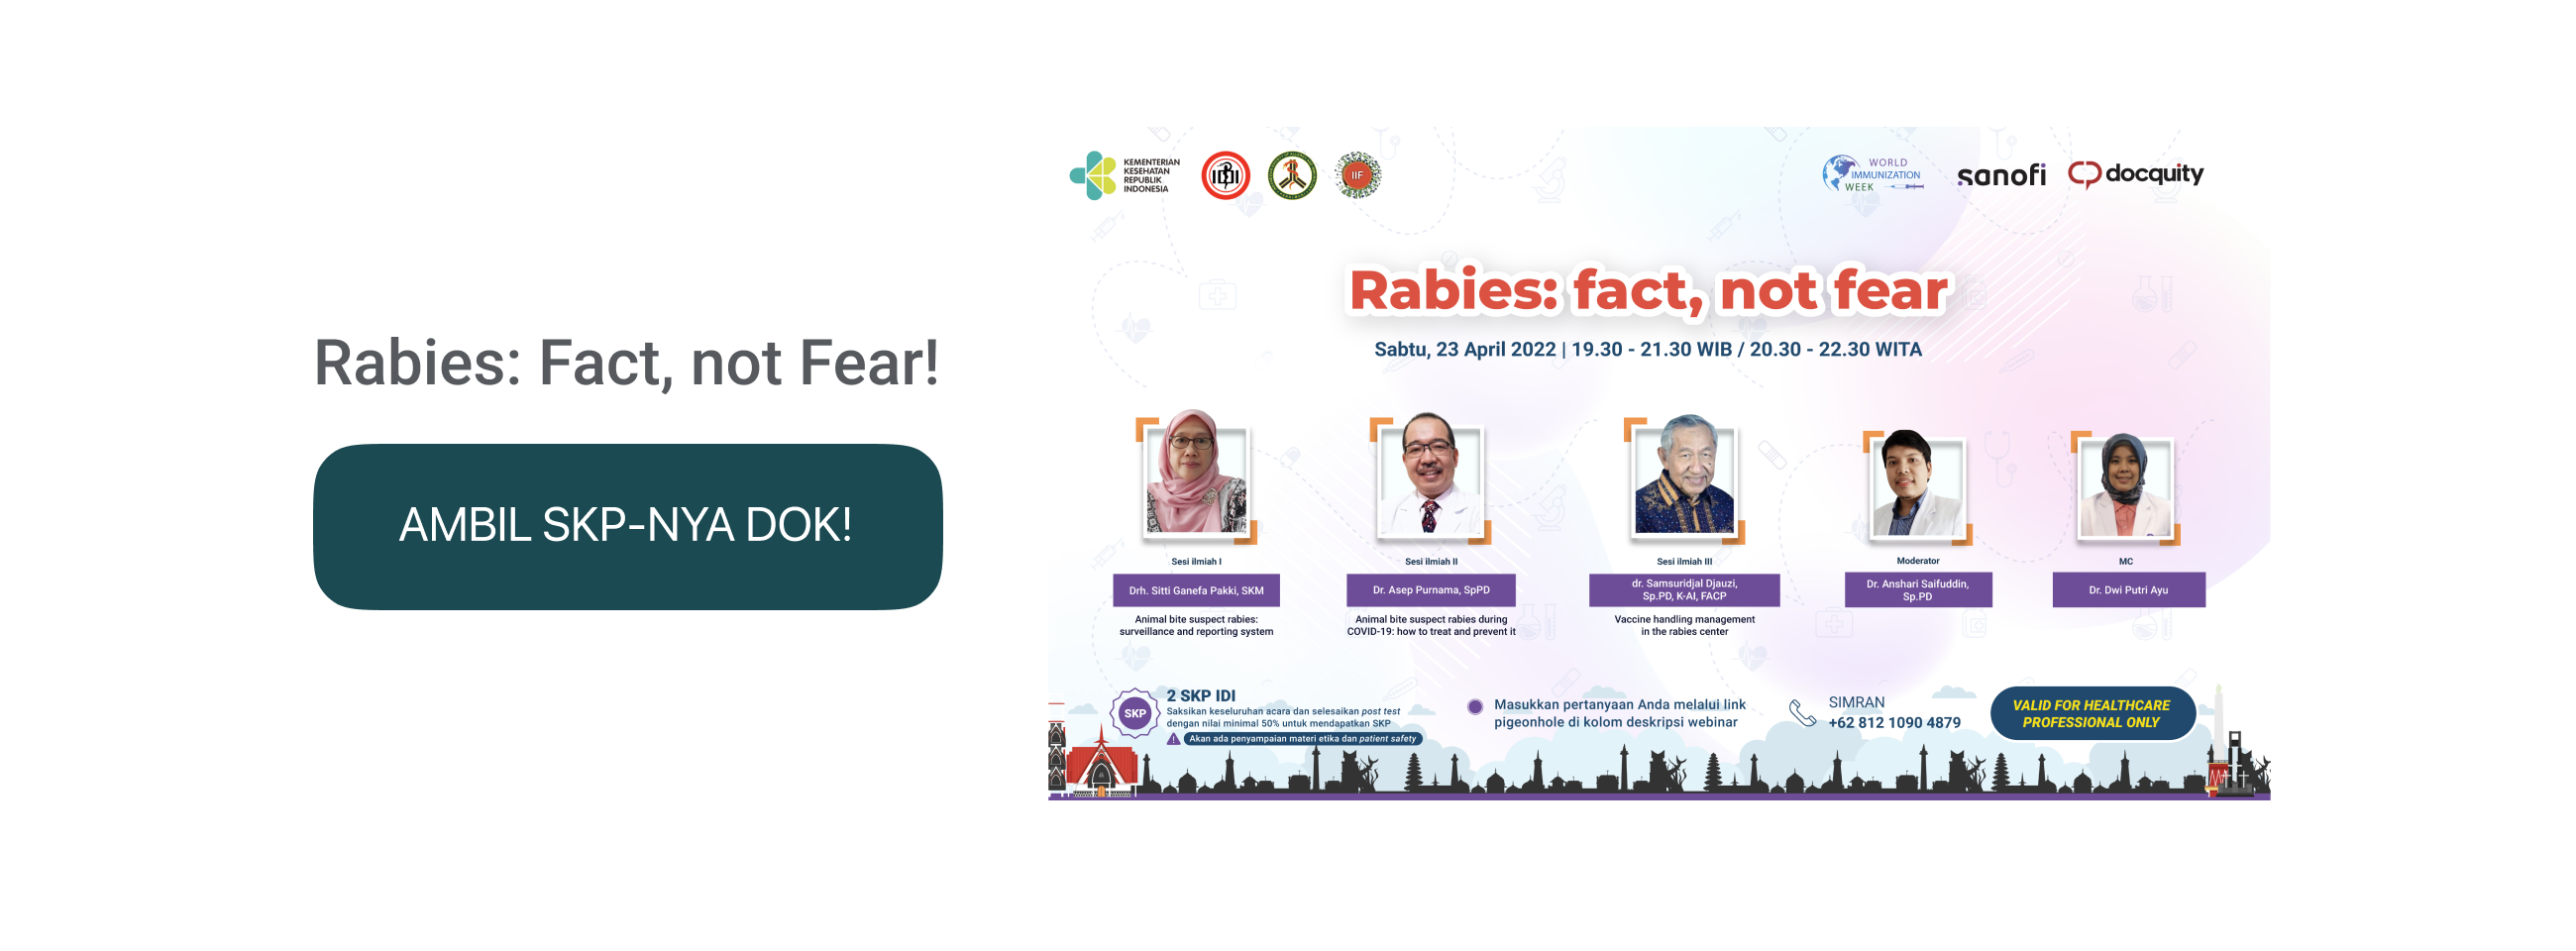 Rabies: Fact, not Fear!
AMBIL SKP-NYA DOK!
KEMENTERIAN
KESEHATAN
REPUBLIK
INDONESIA
IDI
IIF
WORLD
IMMUNIZATION
WEEK
sanofi
docquity
Rabies: fact, not fear
Sabtu, 23 April 2022 | 19.30 - 21.30 WIB / 20.30 - 22.30 WITA
Sesi ilmiah I
Drh. Sitti Ganefa Pakki, SKM
Animal bite suspect rabies:
surveillance and reporting system
Sesi ilmiah II
Dr. Asep Purnama, SpPD
Animal bite suspect rabies during
COVID-19: how to treat and prevent it
Sesi ilmiah III
dr. Samsuridjal Djauzi,
Sp.PD, K-AI, FACP
Vaccine handling management
in the rabies center
Moderator
Dr. Anshari Saifuddin,
Sp.PD
MC
Dr. Dwi Putri Ayu
SKP
2 SKP IDI
Saksikan keseluruhan acara dan selesaikan post test
dengan nilai minimal 50% untuk mendapatkan SKP
Akan ada penyampaian materi etika dan patient safety
Masukkan pertanyaan Anda melalui link
pigeonhole di kolom deskripsi webinar
SIMRAN
+62 812 1090 4879
VALID FOR HEALTHCARE
PROFESSIONAL ONLY